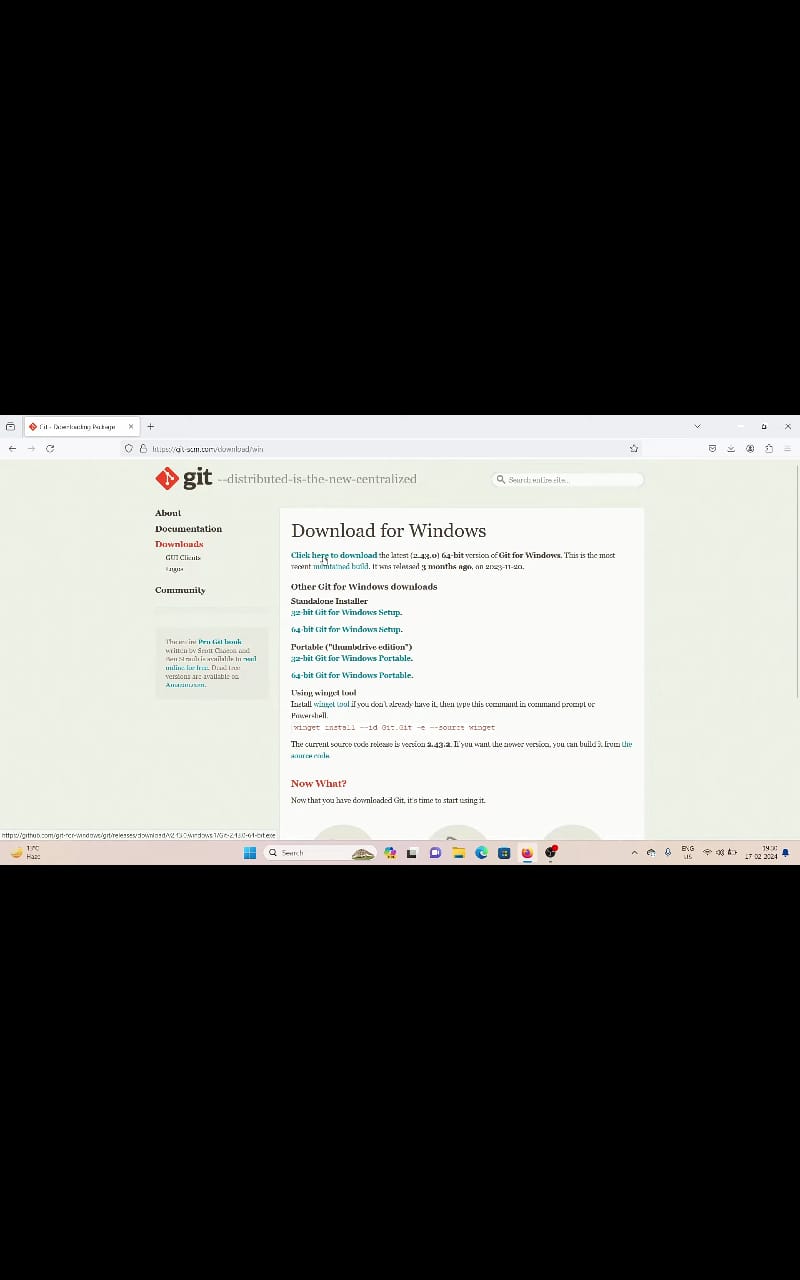 Git - Downloading Package
https://git-scm.com/download/win
git --distributed-is-the-new-centralized
Search entire site...
About
Documentation
Downloads
GUI Clients
Logos
Community
The entire Pro Git book
written by Scott Chacon and
Ben Straub is available to read
online for free. Dead tree
versions are available on
Amazon.com.
Download for Windows
Click here to download the latest (2.43.0) 64-bit version of Git for Windows. This is the most
recent maintained build. It was released 3 months ago, on 2023-11-20.
Other Git for Windows downloads
Standalone Installer
32-bit Git for Windows Setup.
64-bit Git for Windows Setup.
Portable ("thumbdrive edition")
32-bit Git for Windows Portable.
64-bit Git for Windows Portable.
Using winget tool
Install winget tool if you don't already have it, then type this command in command prompt or
Powershell.
winget install --id Git.Git -e --source winget
The current source code release is version 2.43.2. If you want the newer version, you can build it from the
source code.
Now What?
Now that you have downloaded Git, it's time to start using it.
https://github.com/git-for-windows/git/releases/download/v2.43.0.windows.1/Git-2.43.0-64-bit.exe
Haze
Search
ENG
US
17-02-2024